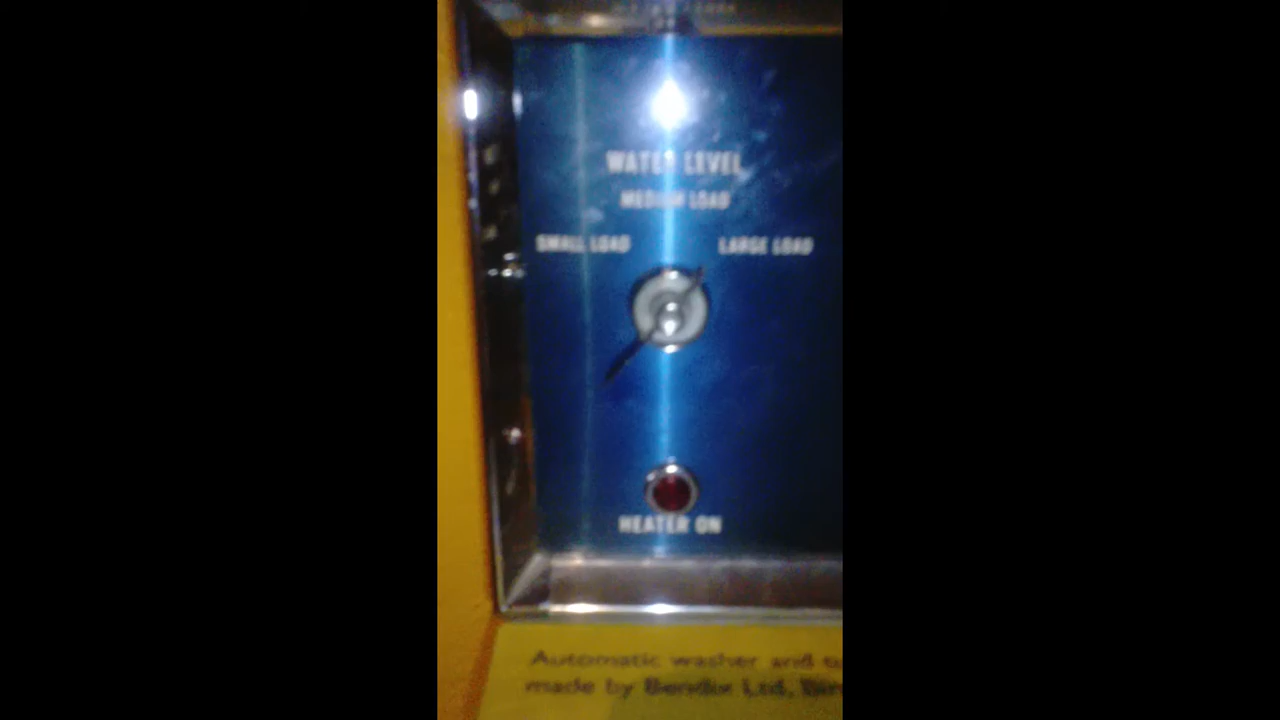 WATER LEVEL
MEDIUM LOAD
SMALL LOAD LARGE LOAD
HEATER ON
Automatic washer and
made by Bendix Ltd,